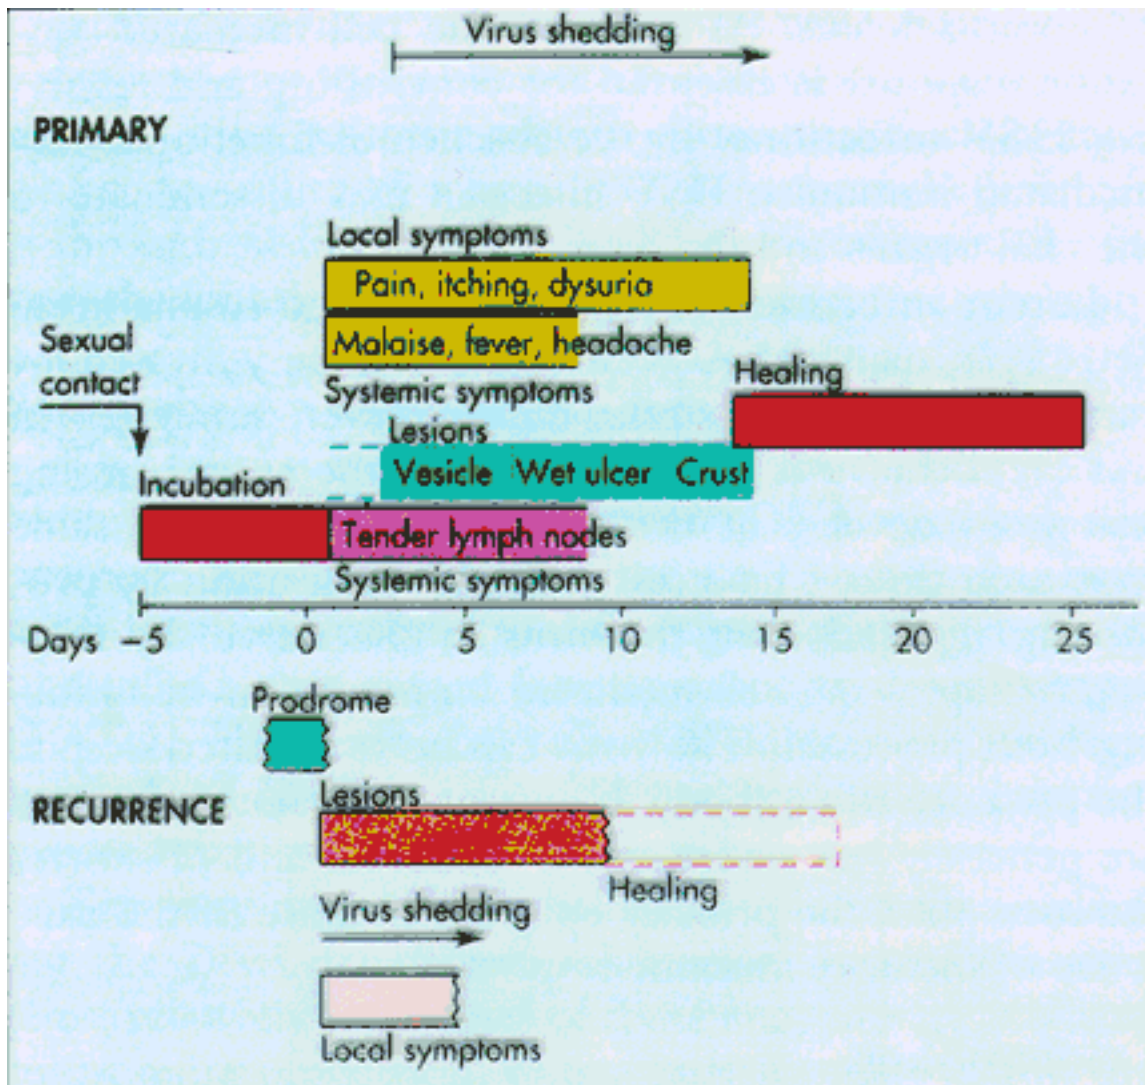 Virus shedding
PRIMARY
Local symptoms
Pain, itching, dysuria
Sexual
contact
Malaise, fever, headache
Systemic symptoms
Healing
Lesions
Vesicle Wet ulcer Crust
Incubation
Tender lymph nodes
Systemic symptoms
Days -5 0 5 10 15 20 25
Prodrome
RECURRENCE
Lesions
Healing
Virus shedding
Local symptoms